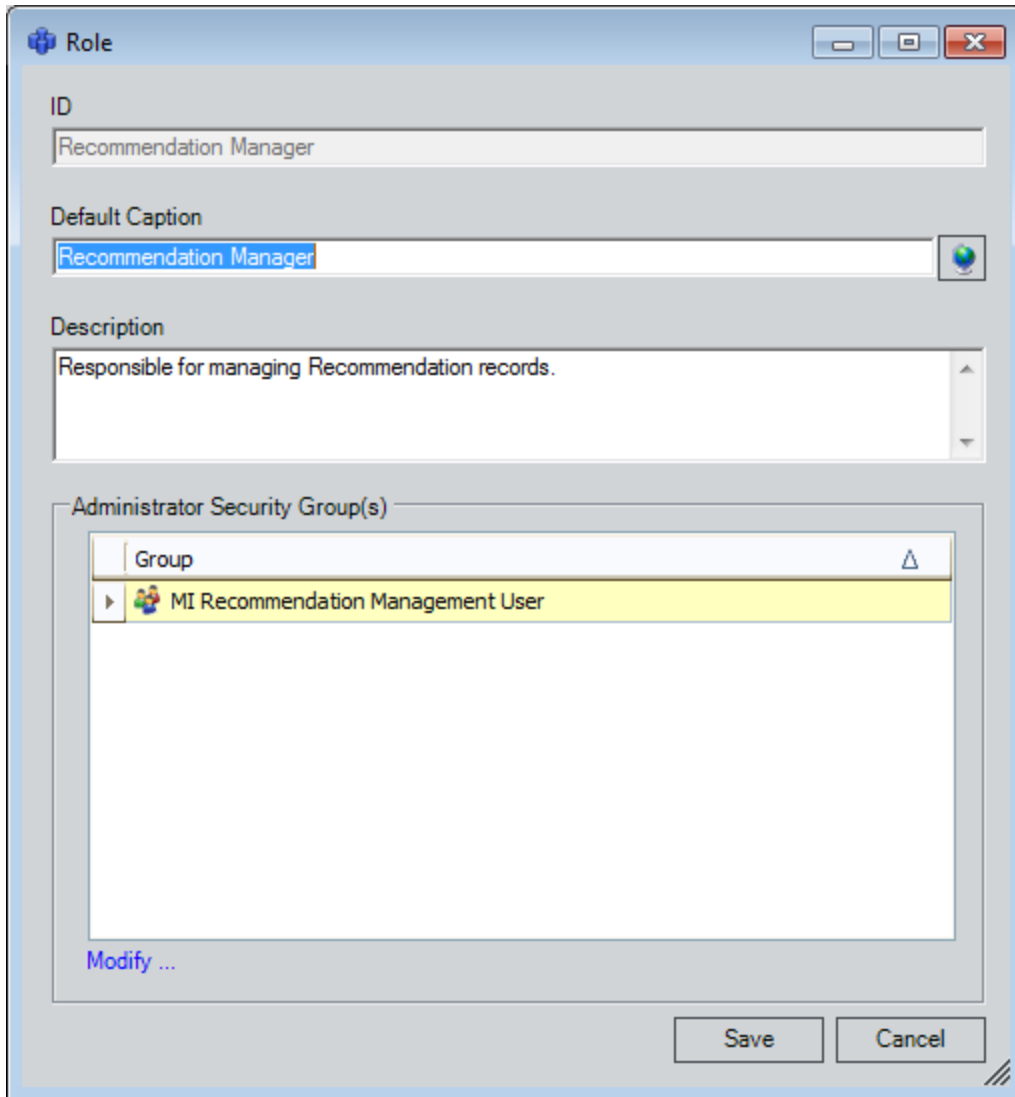 Role
ID
Recommendation Manager
Default Caption
Recommendation Manager
Description
Responsible for managing Recommendation records.
Administrator Security Group(s)
Group
MI Recommendation Management User
Modify ...
Save
Cancel